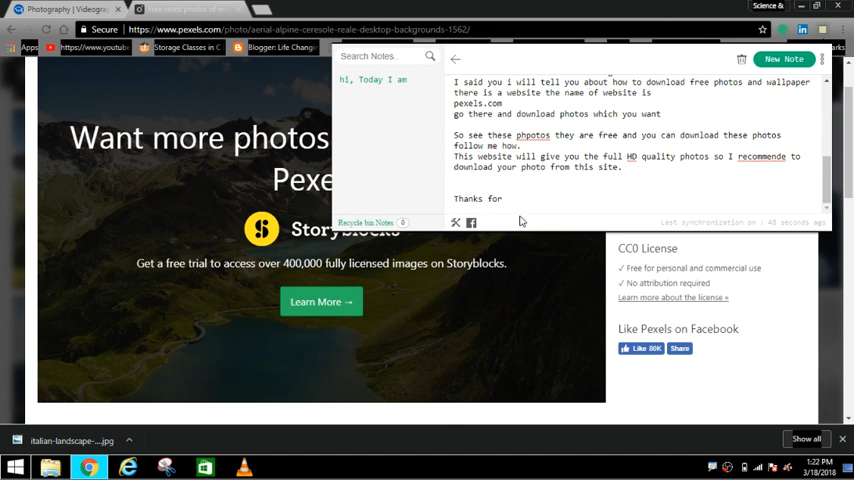 Photography | Videograp
Free stock photos of m
Science &
Secure
https://www.pexels.com/photo/aerial-alpine-ceresole-reale-desktop-backgrounds-1562/
Apps
https://www.youtube
Storage Classes in C
Blogger: Life Changi
Search Notes..
New Note
hi, Today I am
I said you i will tell you about how to download free photos and wallpaper
there is a website the name of website is
pexels.com
go there and download photos which you want
So see these phpotos they are free and you can download these photos
follow me how.
This website will give you the full HD quality photos so I recommende to
download your photo from this site.
Thanks for
Recycle bin Notes 0
Last synchronization on | 48 seconds ago
Want more photos
Pexe
Storyblocks
Get a free trial to access over 400,000 fully licensed images on Storyblocks.
Learn More →
CC0 License
✓ Free for personal and commercial use
✓ No attribution required
Learn more about the license »
Like Pexels on Facebook
Like 80K
Share
italian-landscape-....jpg
Show all
1:22 PM
3/18/2018